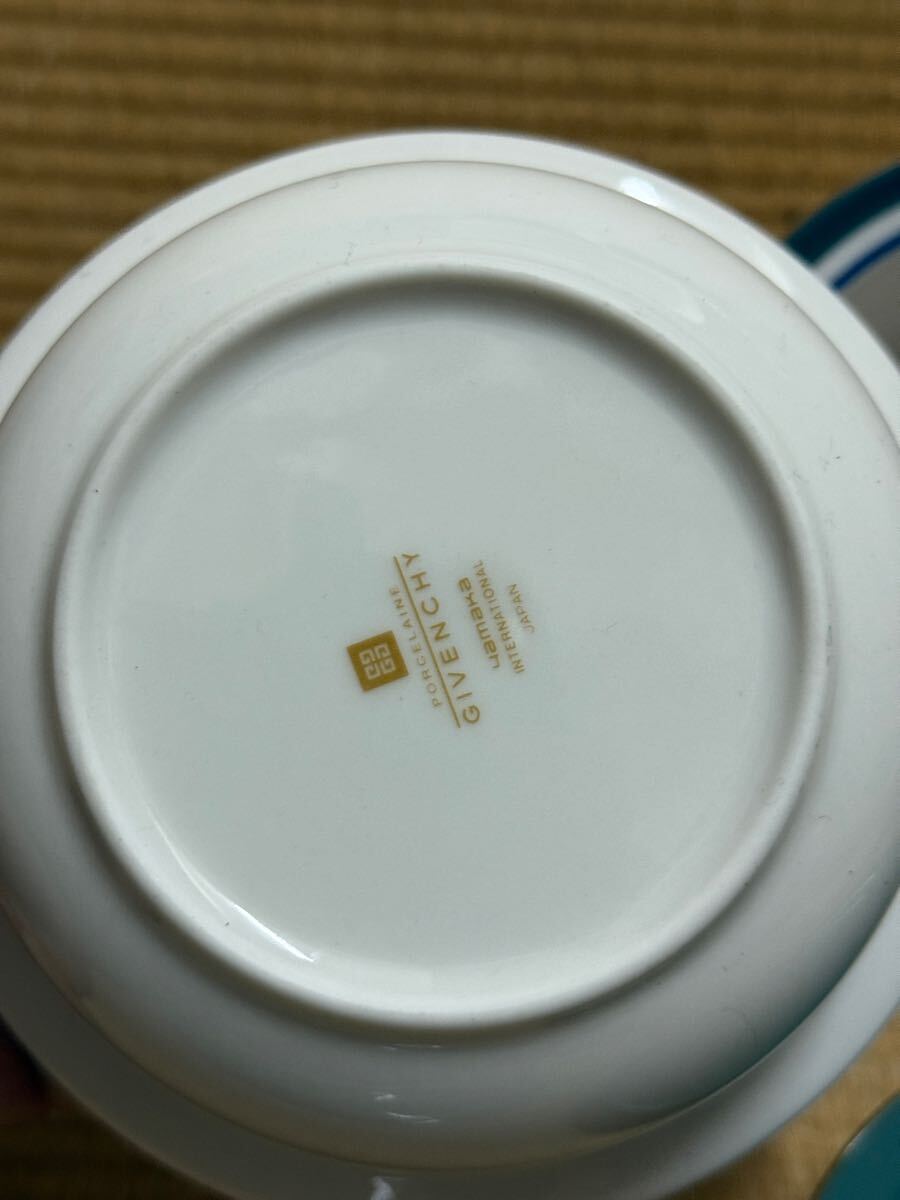 PORCELAINE
GIVENCHY
yamaka
INTERNATIONAL
JAPAN